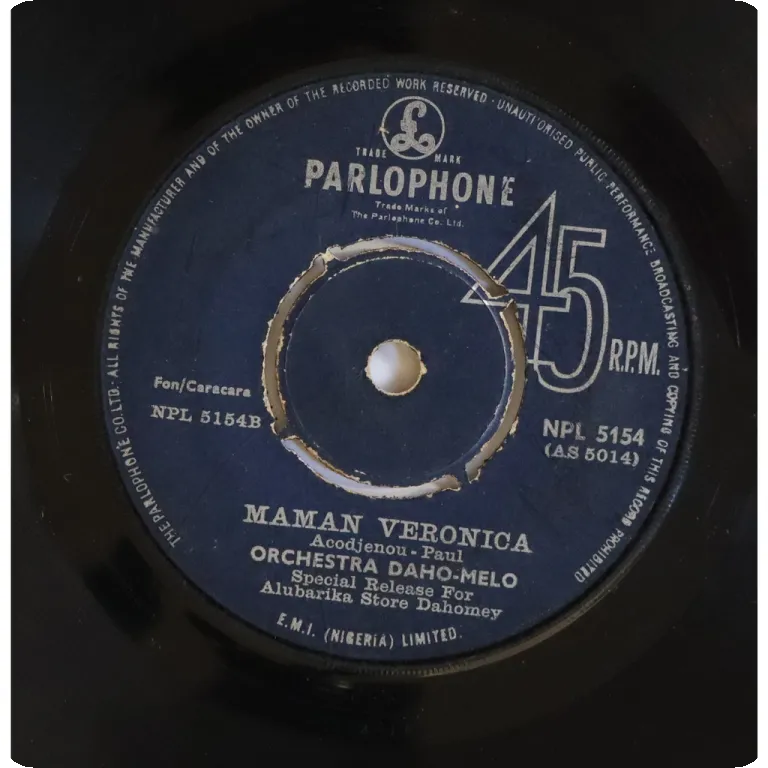 THE PARLOPHONE CO. LTD. · ALL RIGHTS OF THE MANUFACTURER AND OF THE OWNER OF THE RECORDED WORK RESERVED · UNAUTHORISED PUBLIC PERFORMANCE BROADCASTING AND COPYING OF THIS RECORD PROHIBITED
£
TRADE MARK
PARLOPHONE
Trade Marks of
The Parlophone Co. Ltd.
45
R.P.M.
Fon/Caracara
NPL 5154B
NPL 5154
(AS 5014)
MAMAN VERONICA
Acodjenou - Paul
ORCHESTRA DAHO-MELO
Special Release For
Alubarika Store Dahomey
E.M.I. (NIGERIA) LIMITED.